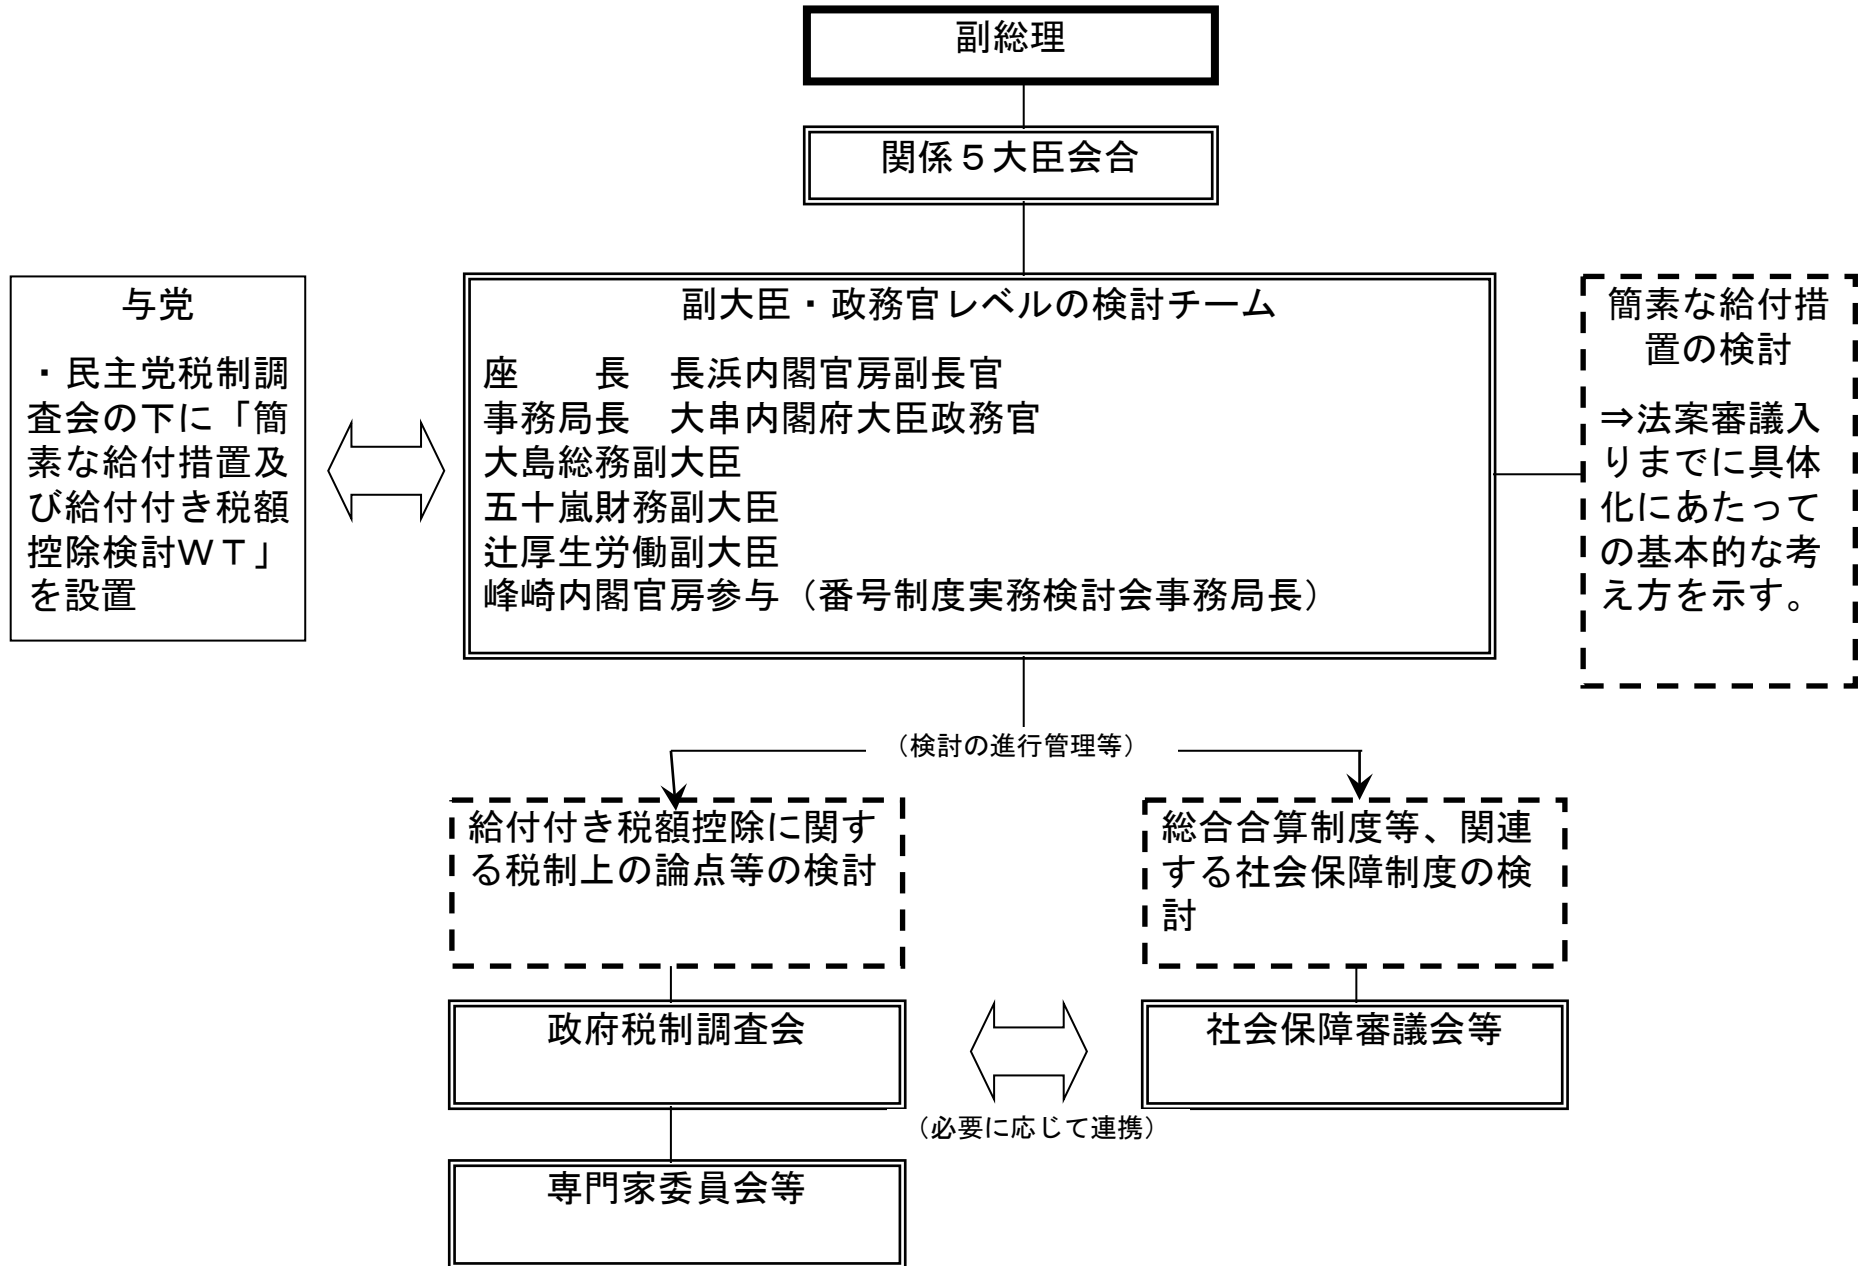 副総理
関係５大臣会合
与党
・民主党税制調
査会の下に「簡
素な給付措置及
び給付付き税額
控除検討ＷＴ」
を設置
副大臣・政務官レベルの検討チーム
座　　長　長浜内閣官房副長官
事務局長　大串内閣府大臣政務官
大島総務副大臣
五十嵐財務副大臣
辻厚生労働副大臣
峰崎内閣官房参与（番号制度実務検討会事務局長）
簡素な給付措
置の検討
⇒法案審議入
りまでに具体
化にあたって
の基本的な考
え方を示す。
（検討の進行管理等）
給付付き税額控除に関す
る税制上の論点等の検討
総合合算制度等、関連
する社会保障制度の検
討
政府税制調査会
社会保障審議会等
（必要に応じて連携）
専門家委員会等